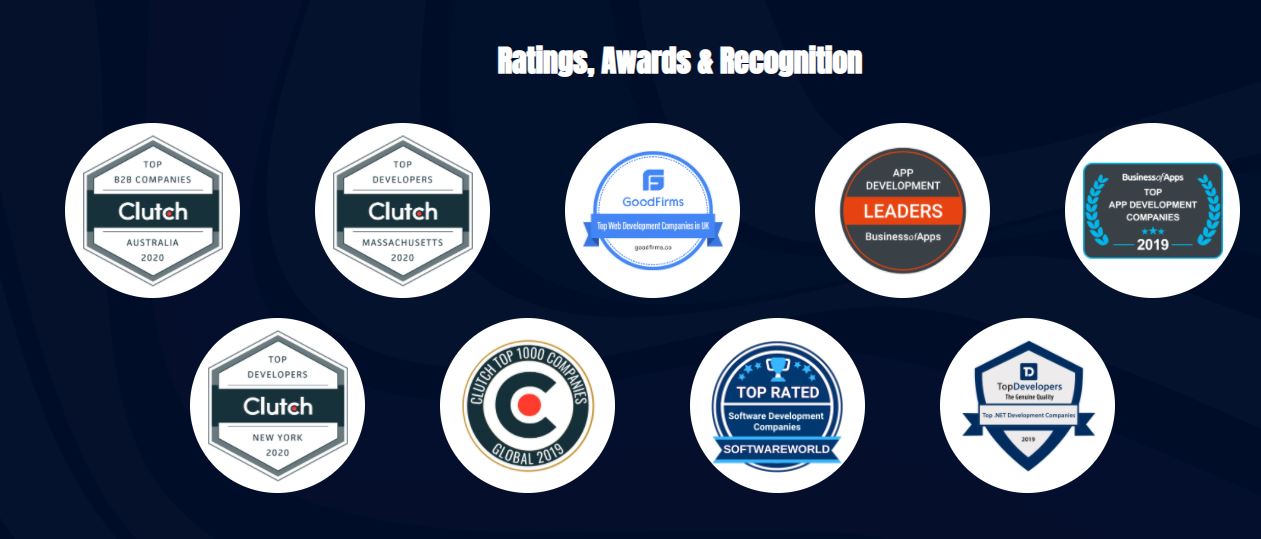 Ratings, Awards & Recognition
TOP
B2B COMPANIES
Clutch
AUSTRALIA
2020
TOP
DEVELOPERS
Clutch
MASSACHUSETTS
2020
GoodFirms
Top Web Development Companies in UK
goodfirms.co
APP
DEVELOPMENT
LEADERS
BusinessofApps
BusinessofApps
TOP
APP DEVELOPMENT
COMPANIES
2019
TOP
DEVELOPERS
Clutch
NEW YORK
2020
CLUTCH TOP 1000 COMPANIES
GLOBAL 2019
TOP RATED
Software Development
Companies
SOFTWAREWORLD
TopDevelopers
The Genuine Quality
Top .NET Development Companies
2019